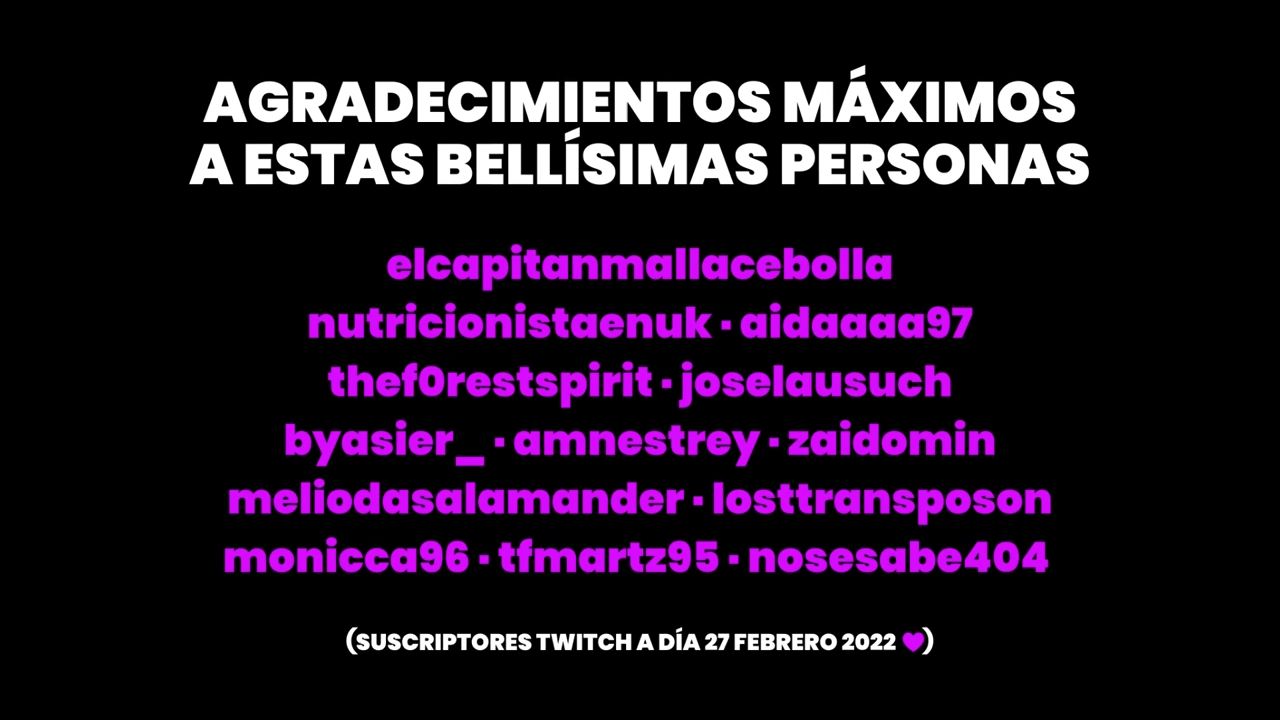 AGRADECIMIENTOS MÁXIMOS
A ESTAS BELLÍSIMAS PERSONAS
elcapitanmallacebolla
nutricionistaenuk · aidaaaa97
thef0restspirit · joselausuch
byasier_ · amnestrey · zaidomin
meliodasalamander · losttransposon
monicca96 · tfmartz95 · nosesabe404
(SUSCRIPTORES TWITCH A DÍA 27 FEBRERO 2022 💜)